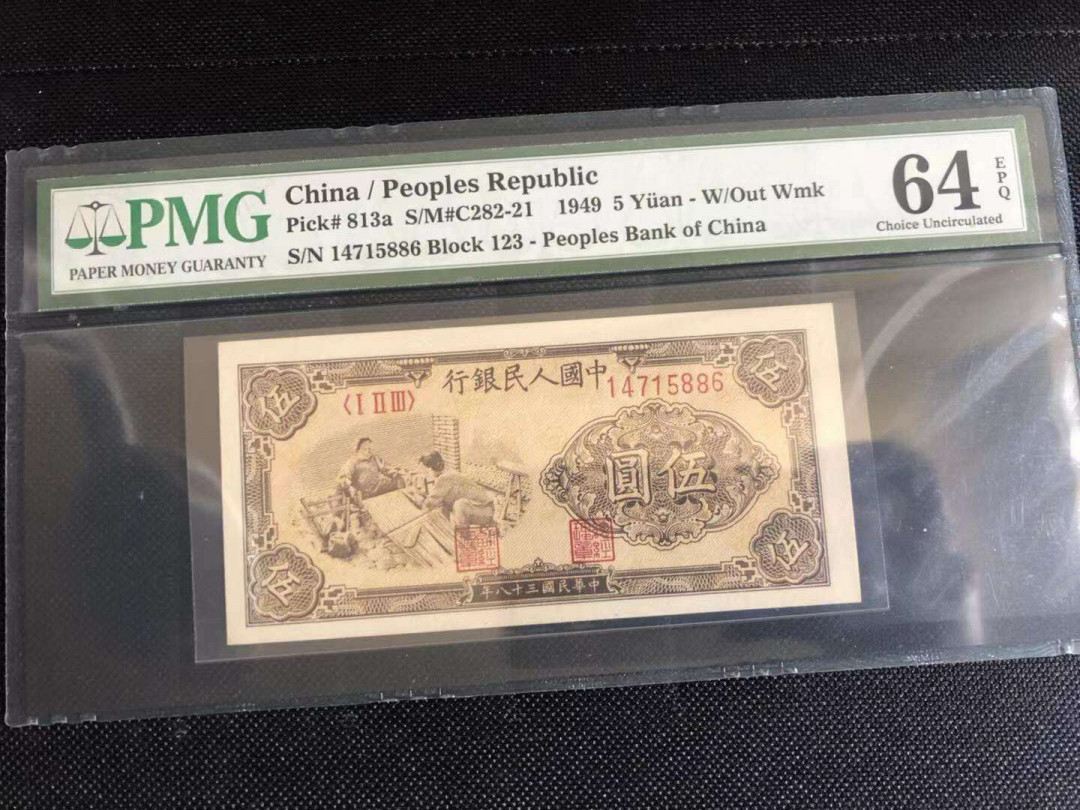 PMG
PAPER MONEY GUARANTY
China / Peoples Republic
Pick# 813a S/M#C282-21 1949 5 Yüan - W/Out Wmk
S/N 14715886 Block 123 - Peoples Bank of China
64 EPQ
Choice Uncirculated
行銀民人國中
〈I II III〉
14715886
伍
伍
圓伍
伍
伍
年八十三國民華中